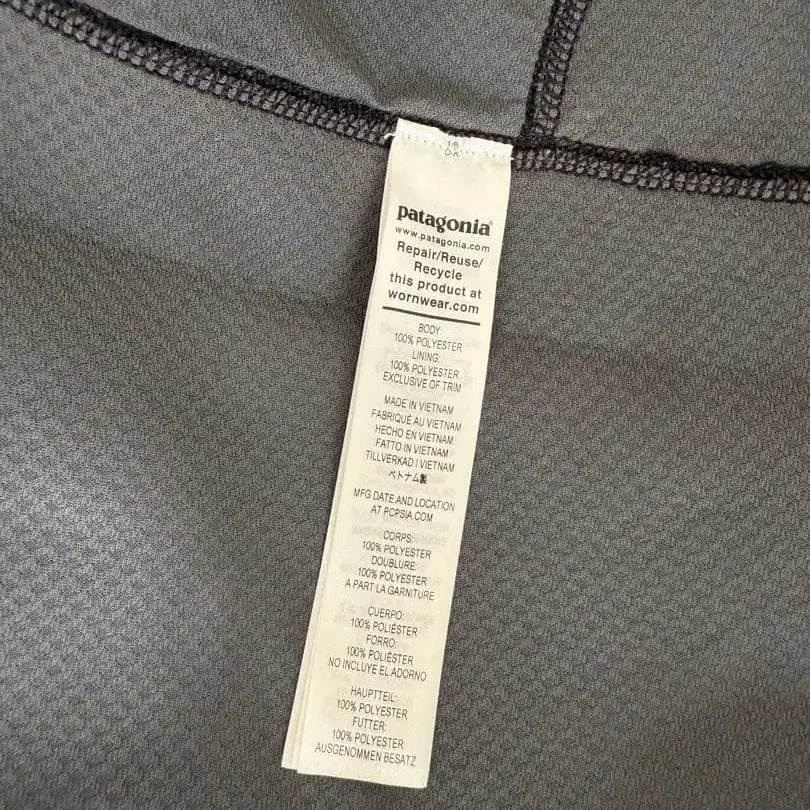 patagonia®
www.patagonia.com
Repair/Reuse/
Recycle
this product at
wornwear.com
BODY:
100% POLYESTER
LINING:
100% POLYESTER
EXCLUSIVE OF TRIM
MADE IN VIETNAM
FABRIQUÉ AU VIETNAM
HECHO EN VIETNAM
FATTO IN VIETNAM
TILLVERKAD I VIETNAM
ベトナム製
MFG DATE AND LOCATION
AT PCPSIA.COM
CORPS:
100% POLYESTER
DOUBLURE:
100% POLYESTER
A PART LA GARNITURE
CUERPO:
100% POLIÉSTER
FORRO:
100% POLIÉSTER
NO INCLUYE EL ADORNO
HAUPTTEIL:
100% POLYESTER
FUTTER:
100% POLYESTER
AUSGENOMMEN BESATZ